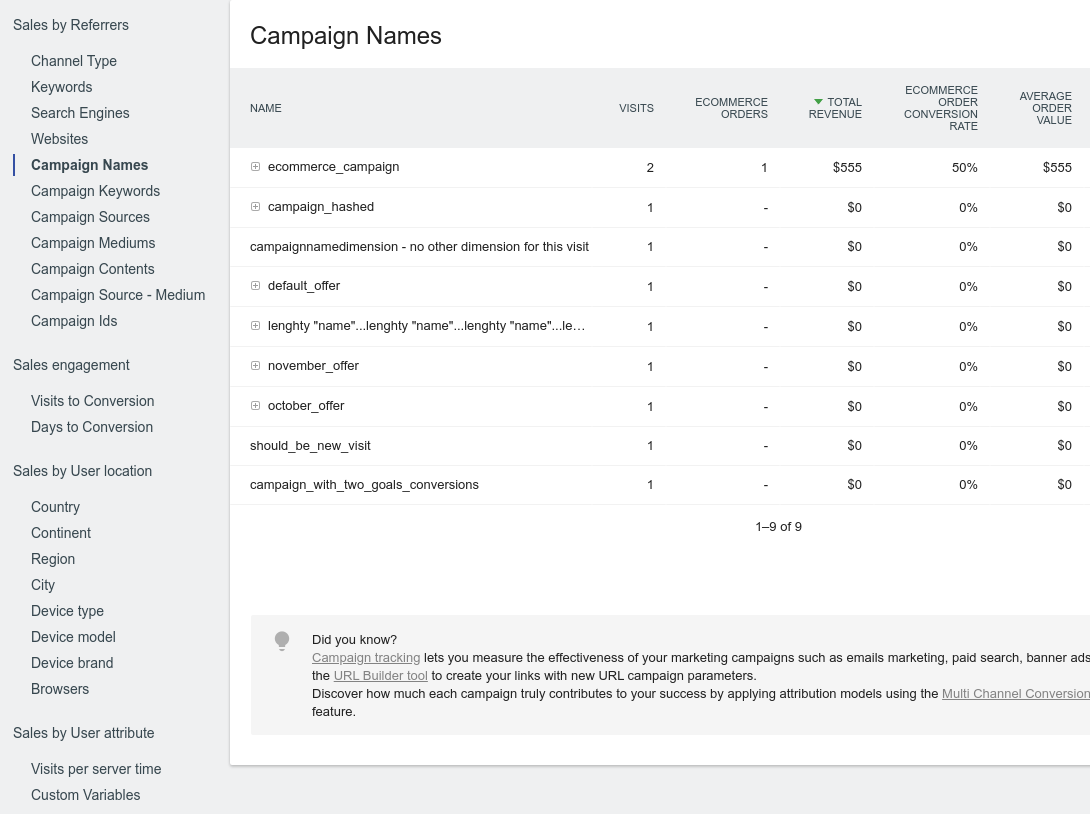 Sales by Referrers
Channel Type
Keywords
Search Engines
Websites
Campaign Names
Campaign Keywords
Campaign Sources
Campaign Mediums
Campaign Contents
Campaign Source - Medium
Campaign Ids
Sales engagement
Visits to Conversion
Days to Conversion
Sales by User location
Country
Continent
Region
City
Device type
Device model
Device brand
Browsers
Sales by User attribute
Visits per server time
Custom Variables
Campaign Names
NAME VISITS ECOMMERCE ORDERS TOTAL REVENUE ECOMMERCE ORDER CONVERSION RATE AVERAGE ORDER VALUE
ecommerce_campaign 2 1 $555 50% $555
campaign_hashed 1 - $0 0% $0
campaignnamedimension - no other dimension for this visit 1 - $0 0% $0
default_offer 1 - $0 0% $0
lenghty "name"...lenghty "name"...lenghty "name"...le… 1 - $0 0% $0
november_offer 1 - $0 0% $0
october_offer 1 - $0 0% $0
should_be_new_visit 1 - $0 0% $0
campaign_with_two_goals_conversions 1 - $0 0% $0
1–9 of 9
Did you know?
Campaign tracking lets you measure the effectiveness of your marketing campaigns such as emails marketing, paid search, banner ads
the URL Builder tool to create your links with new URL campaign parameters.
Discover how much each campaign truly contributes to your success by applying attribution models using the Multi Channel Conversion
feature.